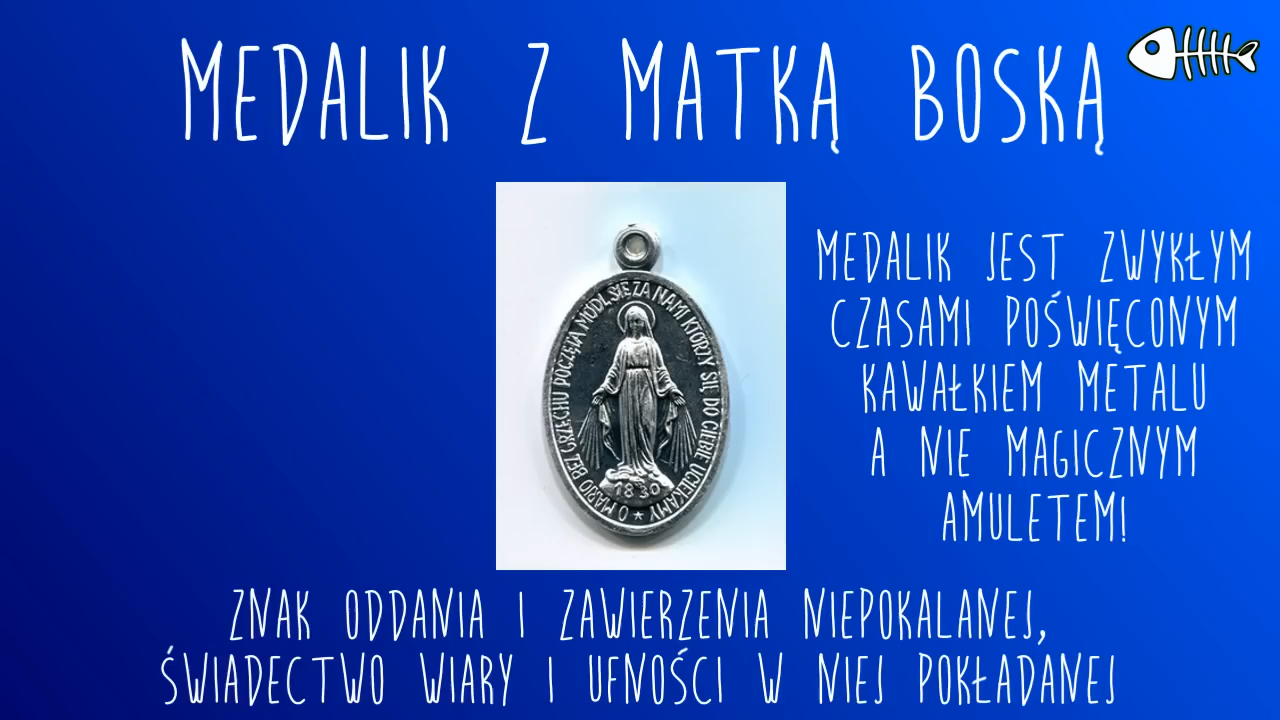 MEDALIK Z MATKĄ BOSKĄ
O MARJO BEZ GRZECHU POCZĘTA MÓDL SIĘ ZA NAMI KTÓRZY SIĘ DO CIEBIE UCIEKAMY
1830
MEDALIK JEST ZWYKŁYM
CZASAMI POŚWIĘCONYM
KAWAŁKIEM METALU
A NIE MAGICZNYM
AMULETEM!
ZNAK ODDANIA I ZAWIERZENIA NIEPOKALANEJ,
ŚWIADECTWO WIARY I UFNOŚCI W NIEJ POKŁADANEJ